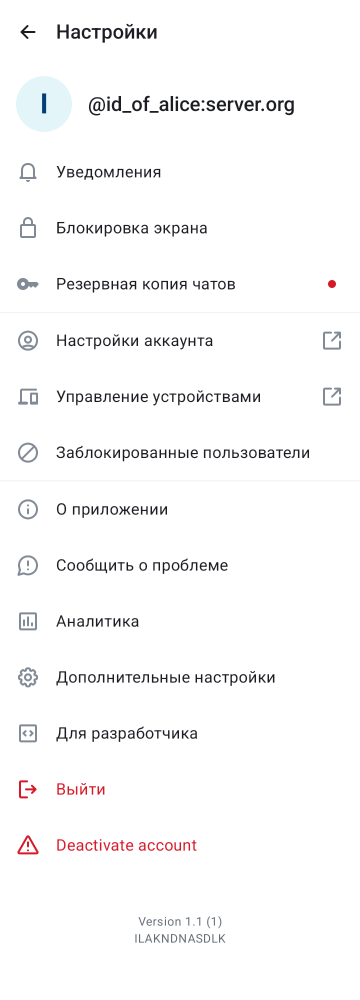 Настройки
I
@id_of_alice:server.org
Уведомления
Блокировка экрана
Резервная копия чатов
Настройки аккаунта
Управление устройствами
Заблокированные пользователи
О приложении
Сообщить о проблеме
Аналитика
Дополнительные настройки
Для разработчика
Выйти
Deactivate account
Version 1.1 (1)
ILAKNDNASDLK